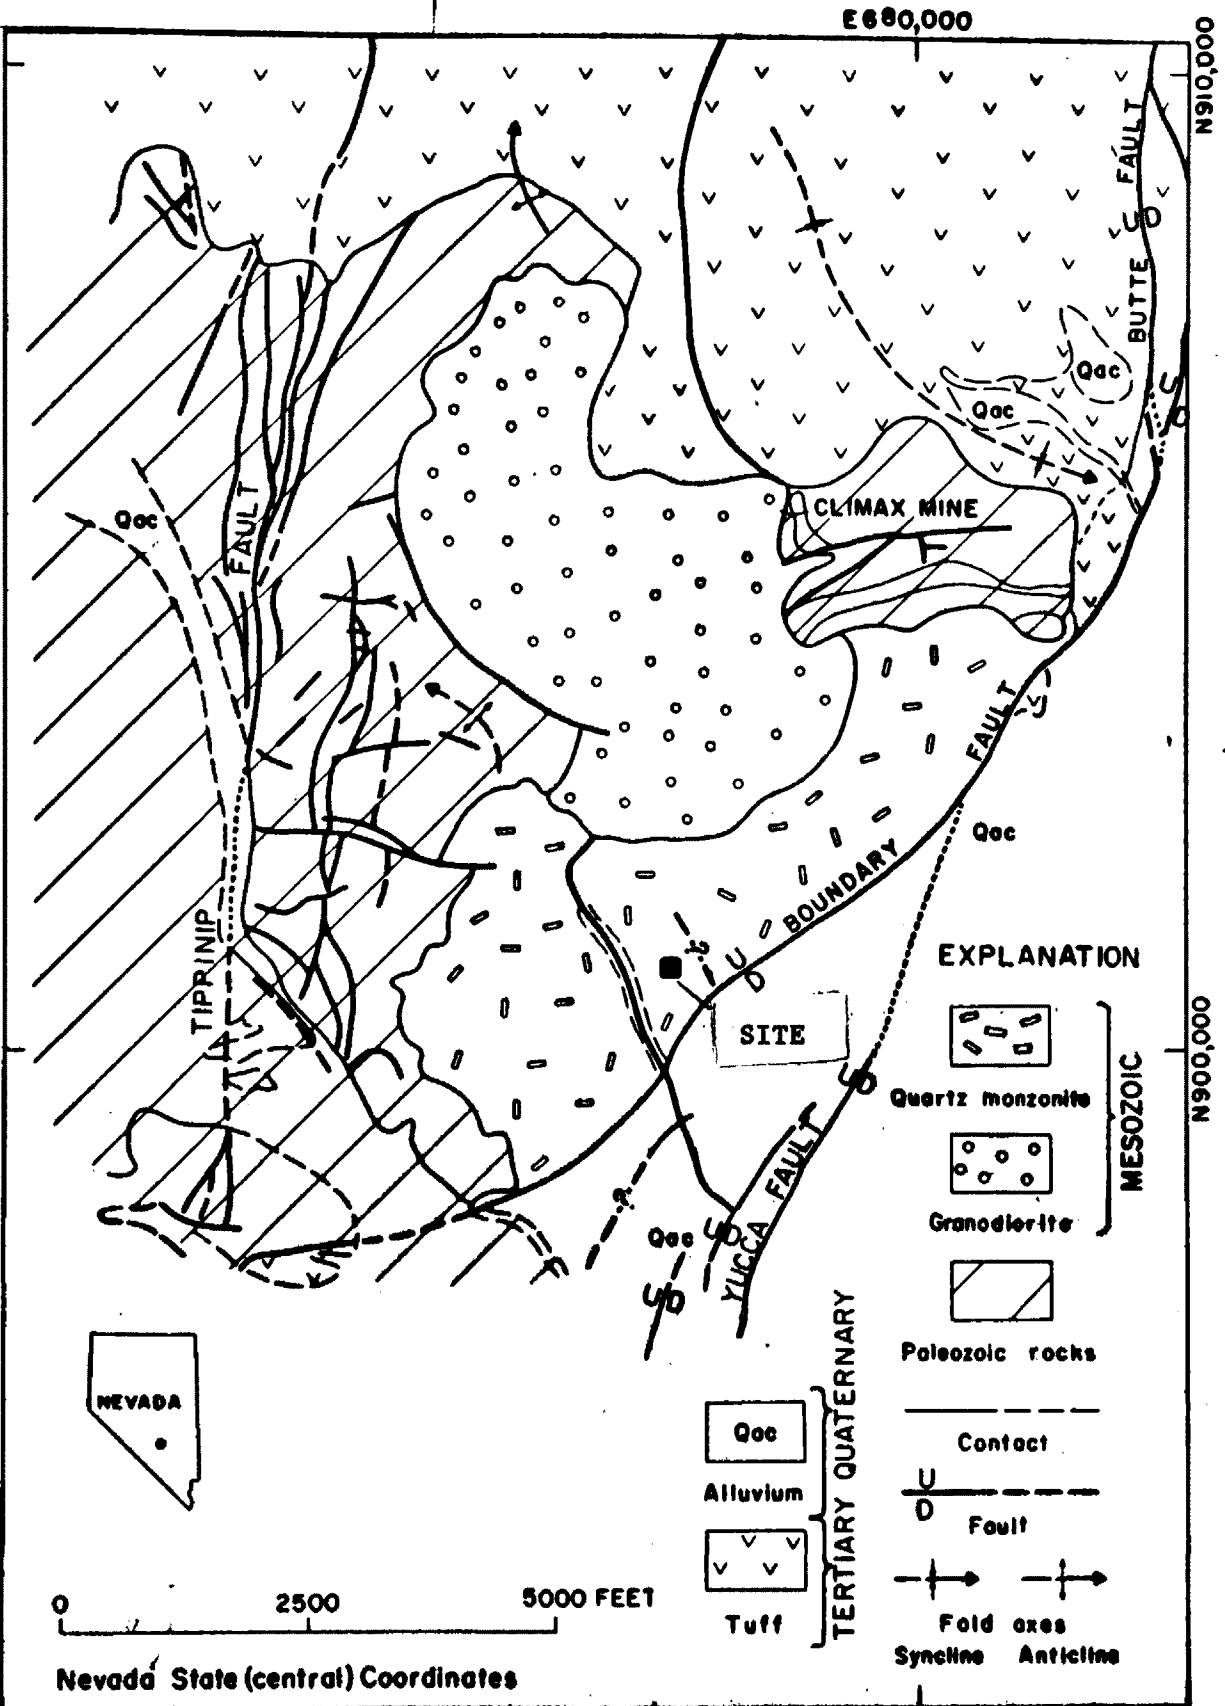 E680,000
N910,000
BUTTE FAULT
U D
Qac
Qac
U
D
CLIMAX MINE
Qac
FAULT
TIPPINIP
FAULT
BOUNDARY
Qac
U
D
SITE
U D
N900,000
YUCCA FAULT
Qac
U D
U D
EXPLANATION
Quartz monzonite
Granodiorite
MESOZOIC
Paleozoic rocks
Contact
U
D
Fault
Fold axes
Syncline Anticline
Qac
Alluvium
QUATERNARY
Tuff
TERTIARY
NEVADA
0 2500 5000 FEET
Nevada State (central) Coordinates